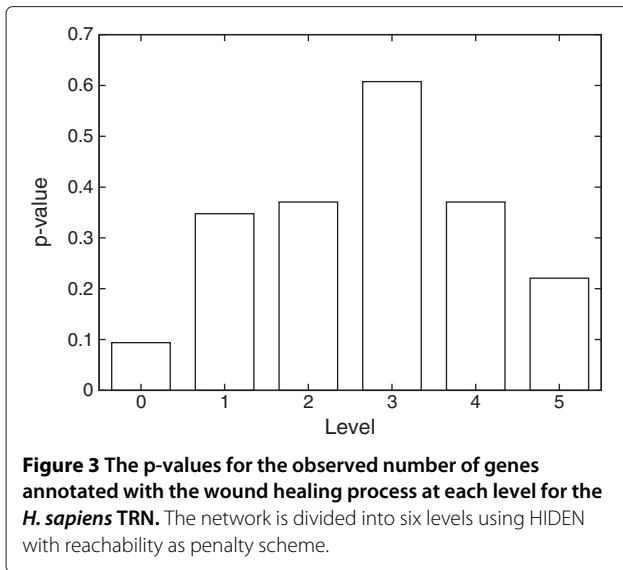 0.7
0.6
0.5
0.4
0.3
0.2
0.1
0
p-value
0 1 2 3 4 5
Level
Figure 3 The p-values for the observed number of genes
annotated with the wound healing process at each level for the
H. sapiens TRN. The network is divided into six levels using HIDEN
with reachability as penalty scheme.